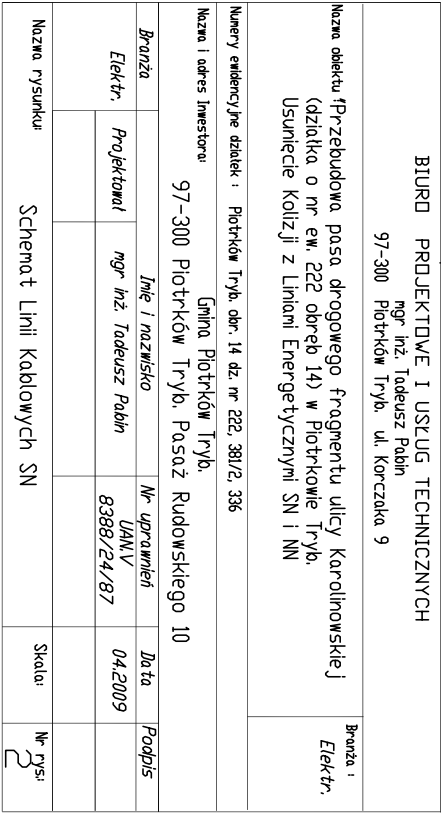 BIURO PROJEKTOWE I USŁUG TECHNICZNYCH
mgr inż. Tadeusz Pabin
97-300 Piotrków Tryb. ul. Korczaka 9
Nazwa obiektu "Przebudowa pasa drogowego fragmentu ulicy Karolinowskiej
(działka o nr ew. 222 obręb 14) w Piotrkowie Tryb.
Usunięcie Kolizji z Liniami Energetycznymi SN i NN
Branża :
Elektr.
Numery ewidencyjne działek : Piotrków Tryb. obr. 14 dz. nr 222, 381/2, 336
Nazwa i adres Inwestora:
Gmina Piotrków Tryb.
97-300 Piotrków Tryb. Pasaż Rudowskiego 10
Branża Imię i nazwisko Nr uprawnień Data Podpis
Elektr. Projektował mgr inż. Tadeusz Pabin UAN.V 8388/24/87 04.2009
Nazwa rysunku: Schemat Linii Kablowych SN Skala: Nr rys:
2